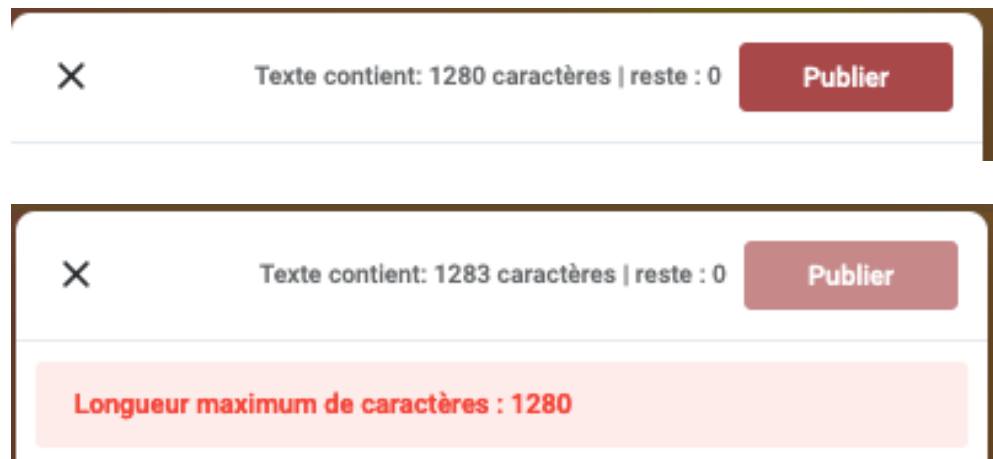 Texte contient: 1280 caractères | reste : 0 Publier
Texte contient: 1283 caractères | reste : 0 Publier
Longueur maximum de caractères : 1280